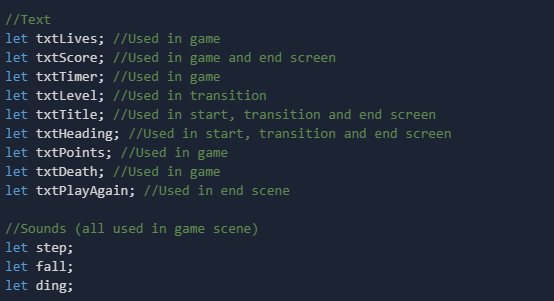 //Text
let txtLives; //Used in game
let txtScore; //Used in game and end screen
let txtTimer; //Used in game
let txtLevel; //Used in transition
let txtTitle; //Used in start, transition and end screen
let txtHeading; //Used in start, transition and end screen
let txtPoints; //Used in game
let txtDeath; //Used in game
let txtPlayAgain; //Used in end scene
//Sounds (all used in game scene)
let step;
let fall;
let ding;